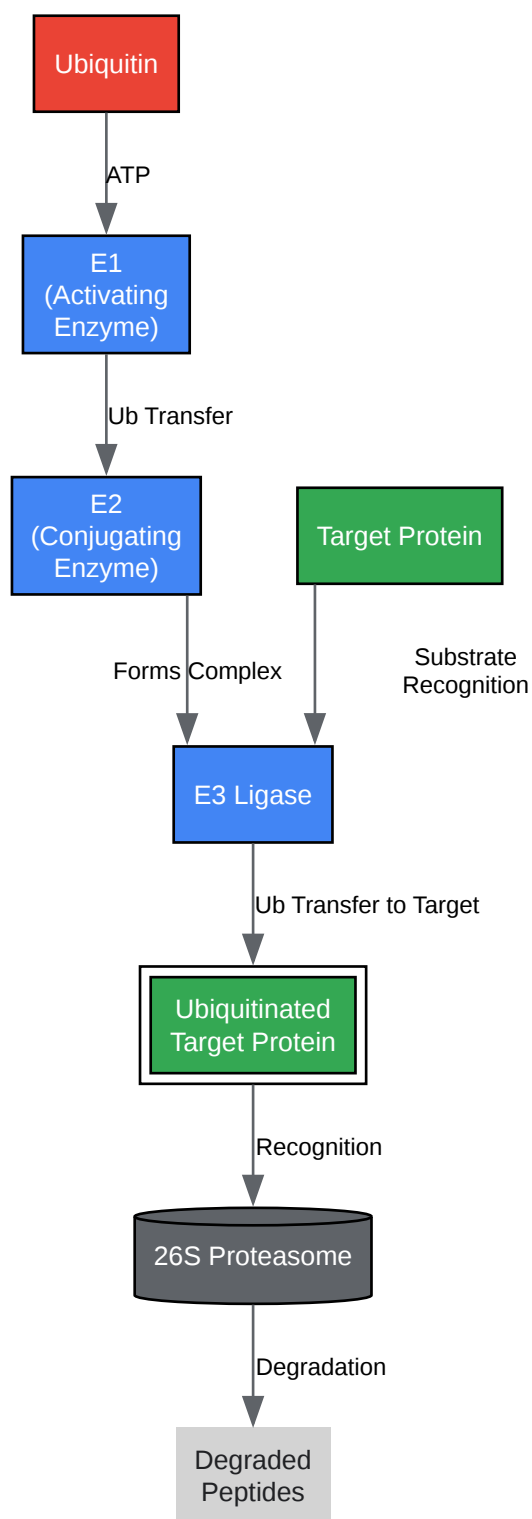 Ubiquitin
ATP
E1
(Activating
Enzyme)
Ub Transfer
E2
(Conjugating
Enzyme)
Target Protein
Forms Complex
Substrate
Recognition
E3 Ligase
Ub Transfer to Target
Ubiquitinated
Target Protein
Recognition
26S Proteasome
Degradation
Degraded
Peptides